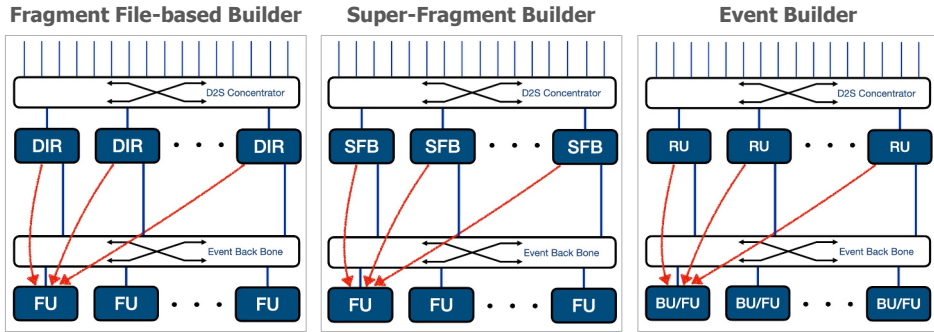 Fragment File-based Builder
D2S Concentrator
DIR DIR • • • DIR
Event Back Bone
FU FU • • • FU
Super-Fragment Builder
D2S Concentrator
SFB SFB • • • SFB
Event Back Bone
FU FU • • • FU
Event Builder
D2S Concentrator
RU RU • • • RU
Event Back Bone
BU/FU BU/FU • • • BU/FU